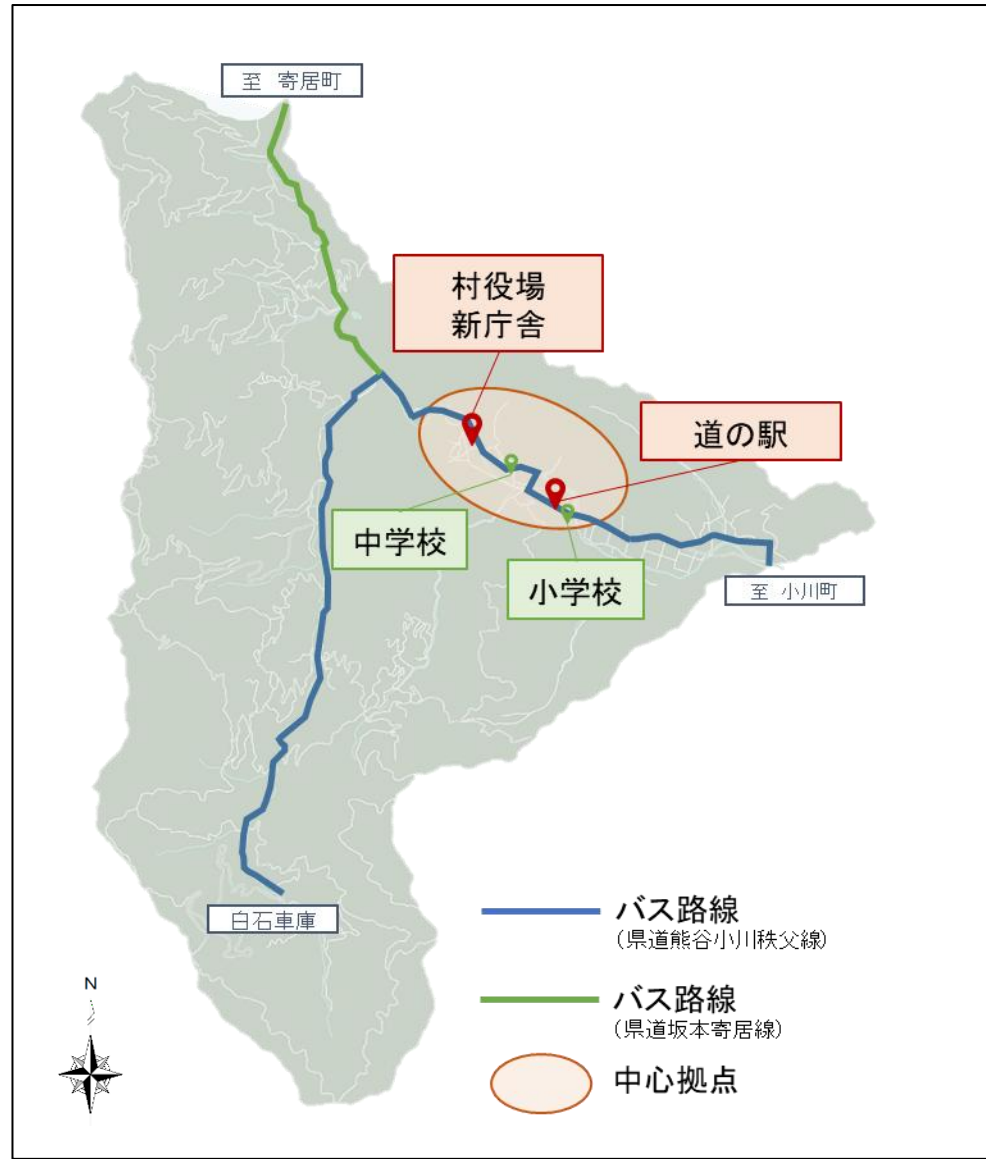 至 寄居町
村役場
新庁舎
道の駅
中学校
小学校
至 小川町
白石車庫
バス路線
(県道熊谷小川秩父線)
バス路線
(県道坂本寄居線)
中心拠点
N